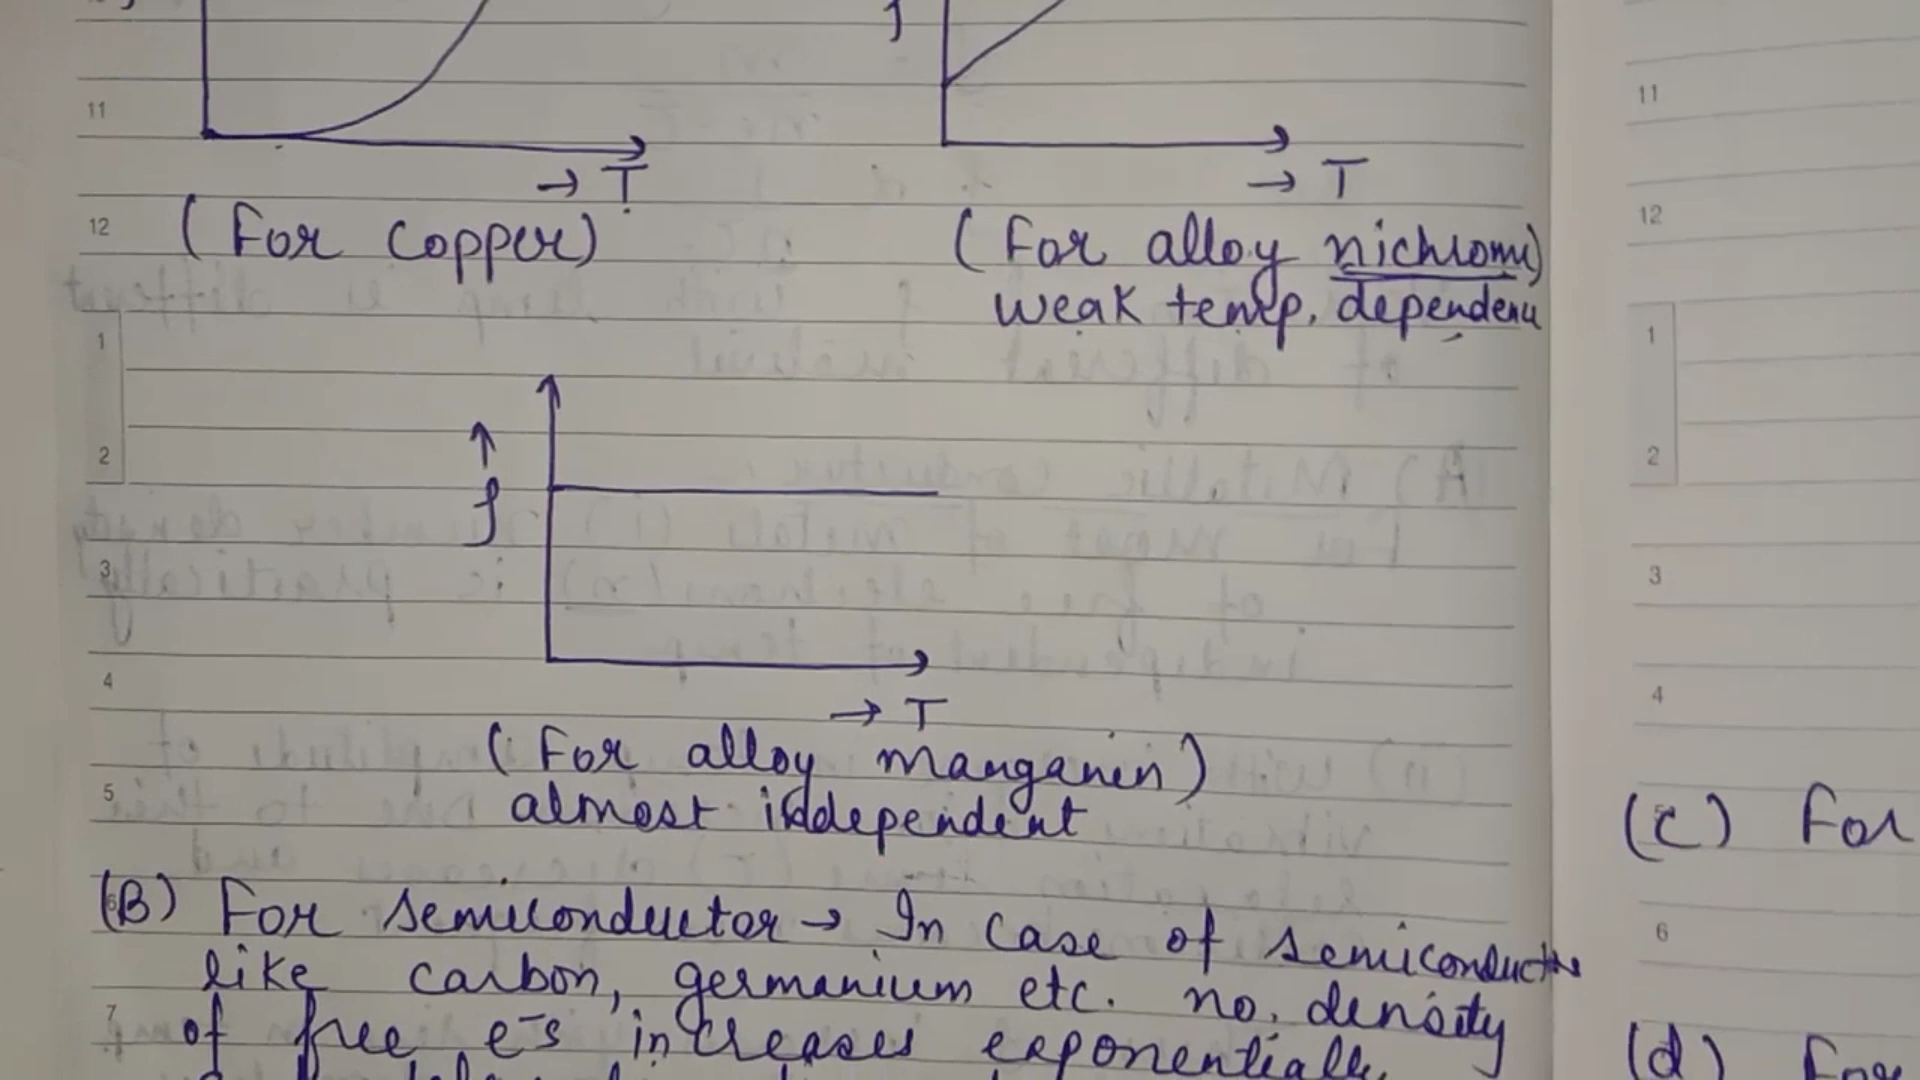 11
→ T
→ T
12
(For Copper)
(For alloy nichrome)
weak temp. dependence
1
2
↑
ρ
3
4
→ T
(For alloy manganin)
5
almost independent
6
(B) For semiconductor → In case of semiconductor
like carbon, germanium etc. no. density
7
of free e⁻s increases exponentially
11
12
1
2
3
4
(C) For
6
(d) For